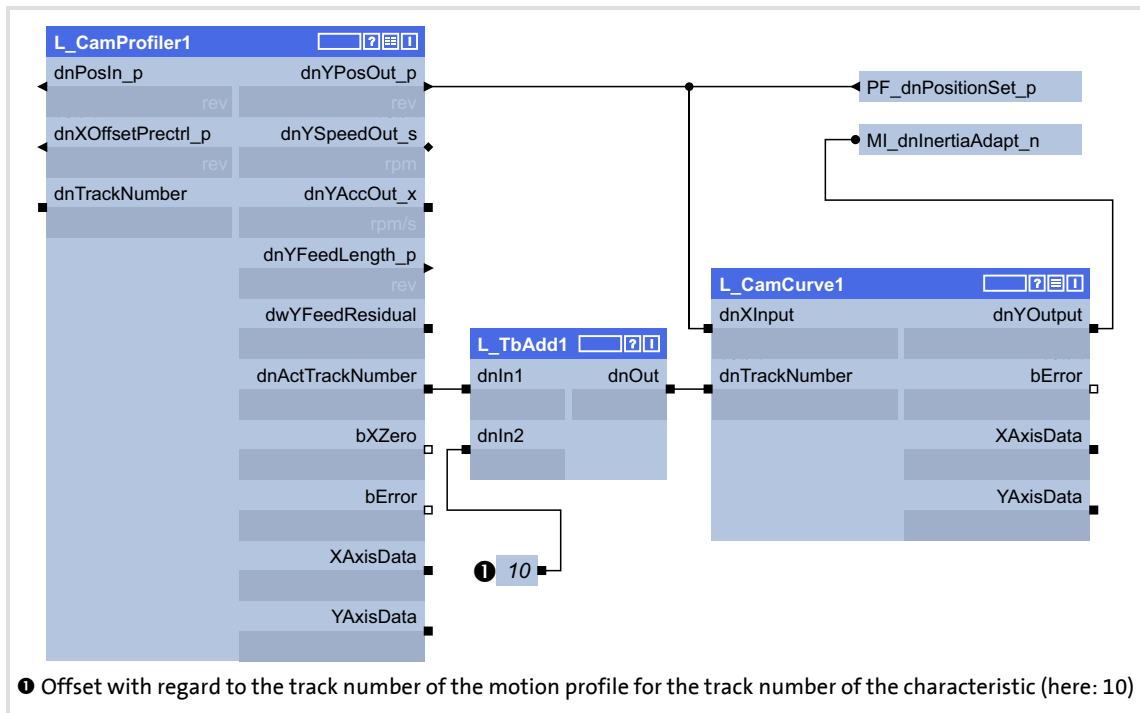 L_CamProfiler1
dnPosIn_p dnYPosOut_p
rev rev
dnXOffsetPrectrl_p dnYSpeedOut_s
rev rpm
dnTrackNumber dnYAccOut_x
rpm/s
dnYFeedLength_p
rev
dwYFeedResidual
dnActTrackNumber
bXZero
bError
XAxisData
YAxisData
L_TbAdd1
dnIn1 dnOut
dnIn2
❶ 10
PF_dnPositionSet_p
MI_dnInertiaAdapt_n
L_CamCurve1
dnXInput dnYOutput
dnTrackNumber bError
XAxisData
YAxisData
❶ Offset with regard to the track number of the motion profile for the track number of the characteristic (here: 10)